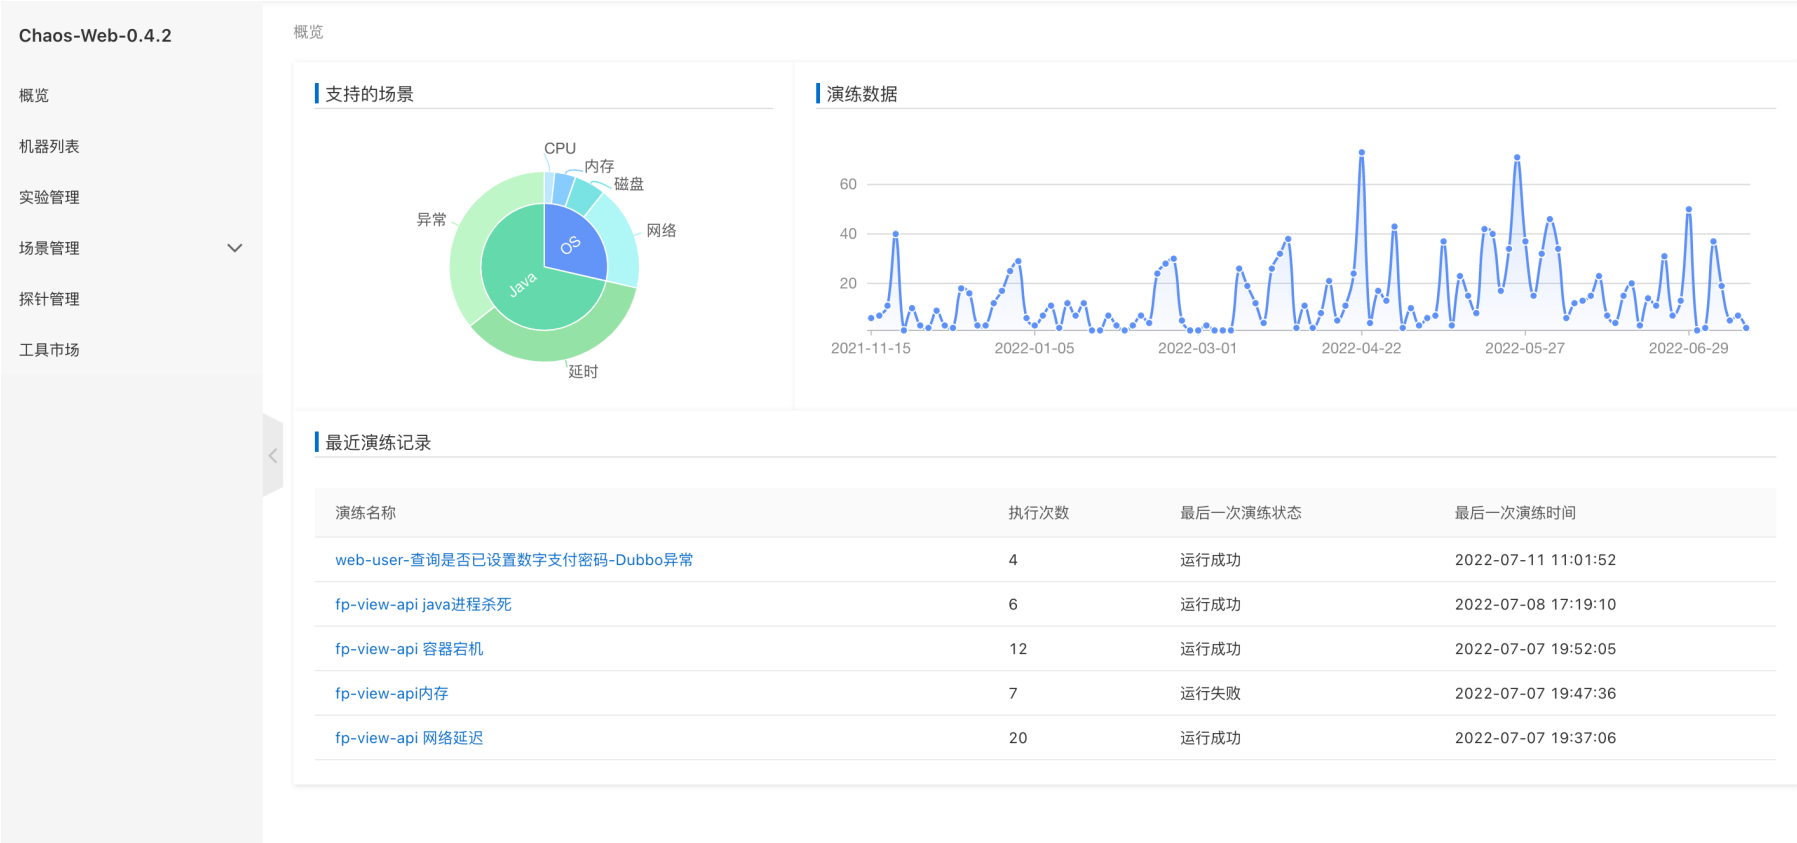 Chaos-Web-0.4.2
概览
机器列表
实验管理
场景管理
探针管理
工具市场
概览
支持的场景
CPU
内存
磁盘
网络
异常
延时
OS
Java
演练数据
60
40
20
2021-11-15 2022-01-05 2022-03-01 2022-04-22 2022-05-27 2022-06-29
最近演练记录
演练名称 执行次数 最后一次演练状态 最后一次演练时间
web-user-查询是否已设置数字支付密码-Dubbo异常 4 运行成功 2022-07-11 11:01:52
fp-view-api java进程杀死 6 运行成功 2022-07-08 17:19:10
fp-view-api 容器宕机 12 运行成功 2022-07-07 19:52:05
fp-view-api内存 7 运行失败 2022-07-07 19:47:36
fp-view-api 网络延迟 20 运行成功 2022-07-07 19:37:06